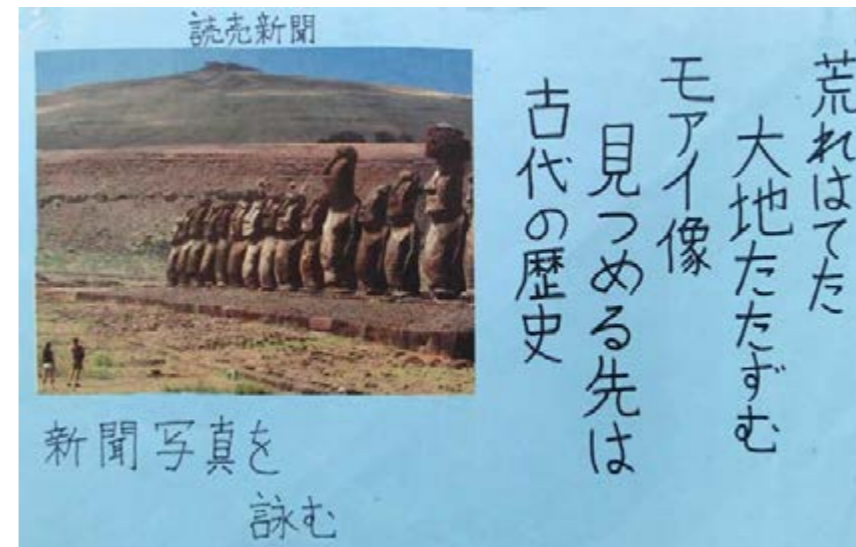 読売新聞
荒れはてた
大地たたずむ
モアイ像
見つめる先は
古代の歴史
新聞写真を
詠む